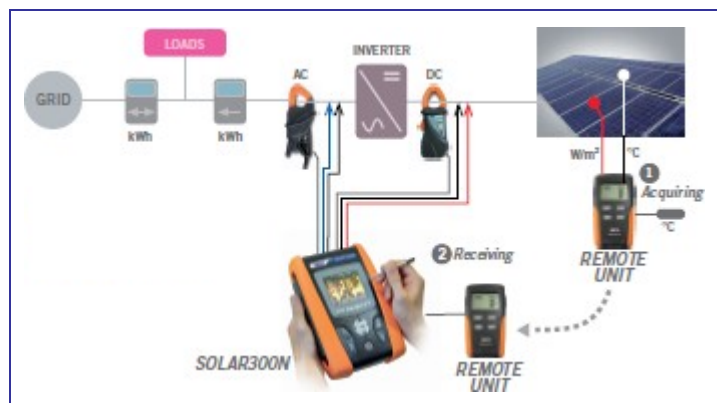 LOADS
INVERTER
AC
DC
GRID
kWh
kWh
W/m²
°C
1 Acquiring
°C
REMOTE
UNIT
2 Receiving
SOLAR300N
REMOTE
UNIT